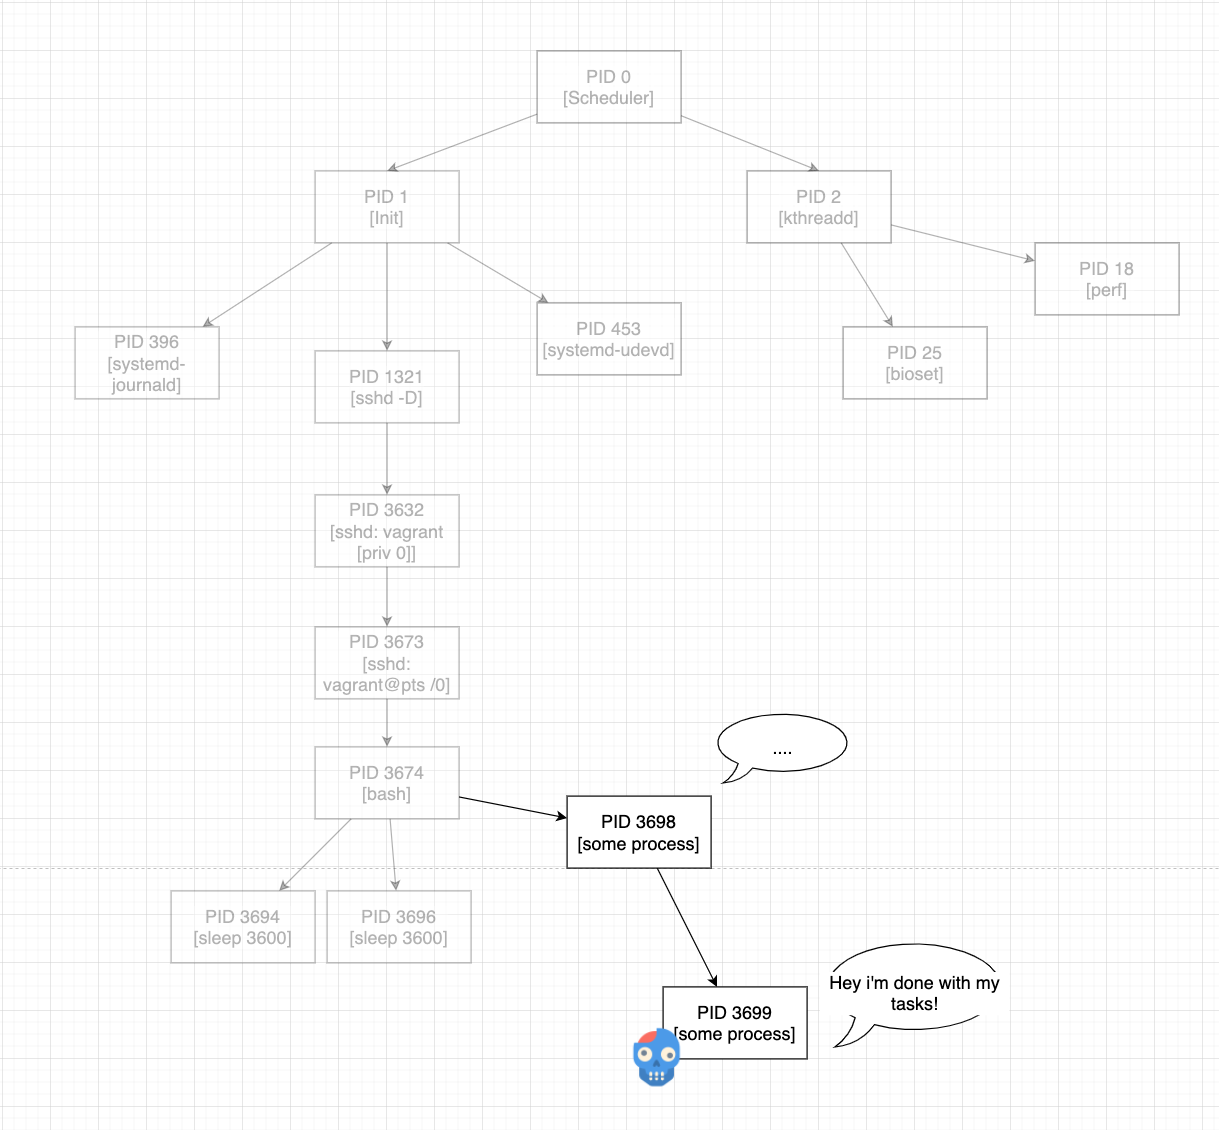 PID 0
[Scheduler]
PID 1
[Init]
PID 2
[kthreadd]
PID 18
[perf]
PID 396
[systemd-
journald]
PID 1321
[sshd -D]
PID 453
[systemd-udevd]
PID 25
[bioset]
PID 3632
[sshd: vagrant
[priv 0]]
PID 3673
[sshd:
vagrant@pts /0]
PID 3674
[bash]
....
PID 3698
[some process]
PID 3694
[sleep 3600]
PID 3696
[sleep 3600]
Hey i'm done with my
tasks!
PID 3699
[some process]